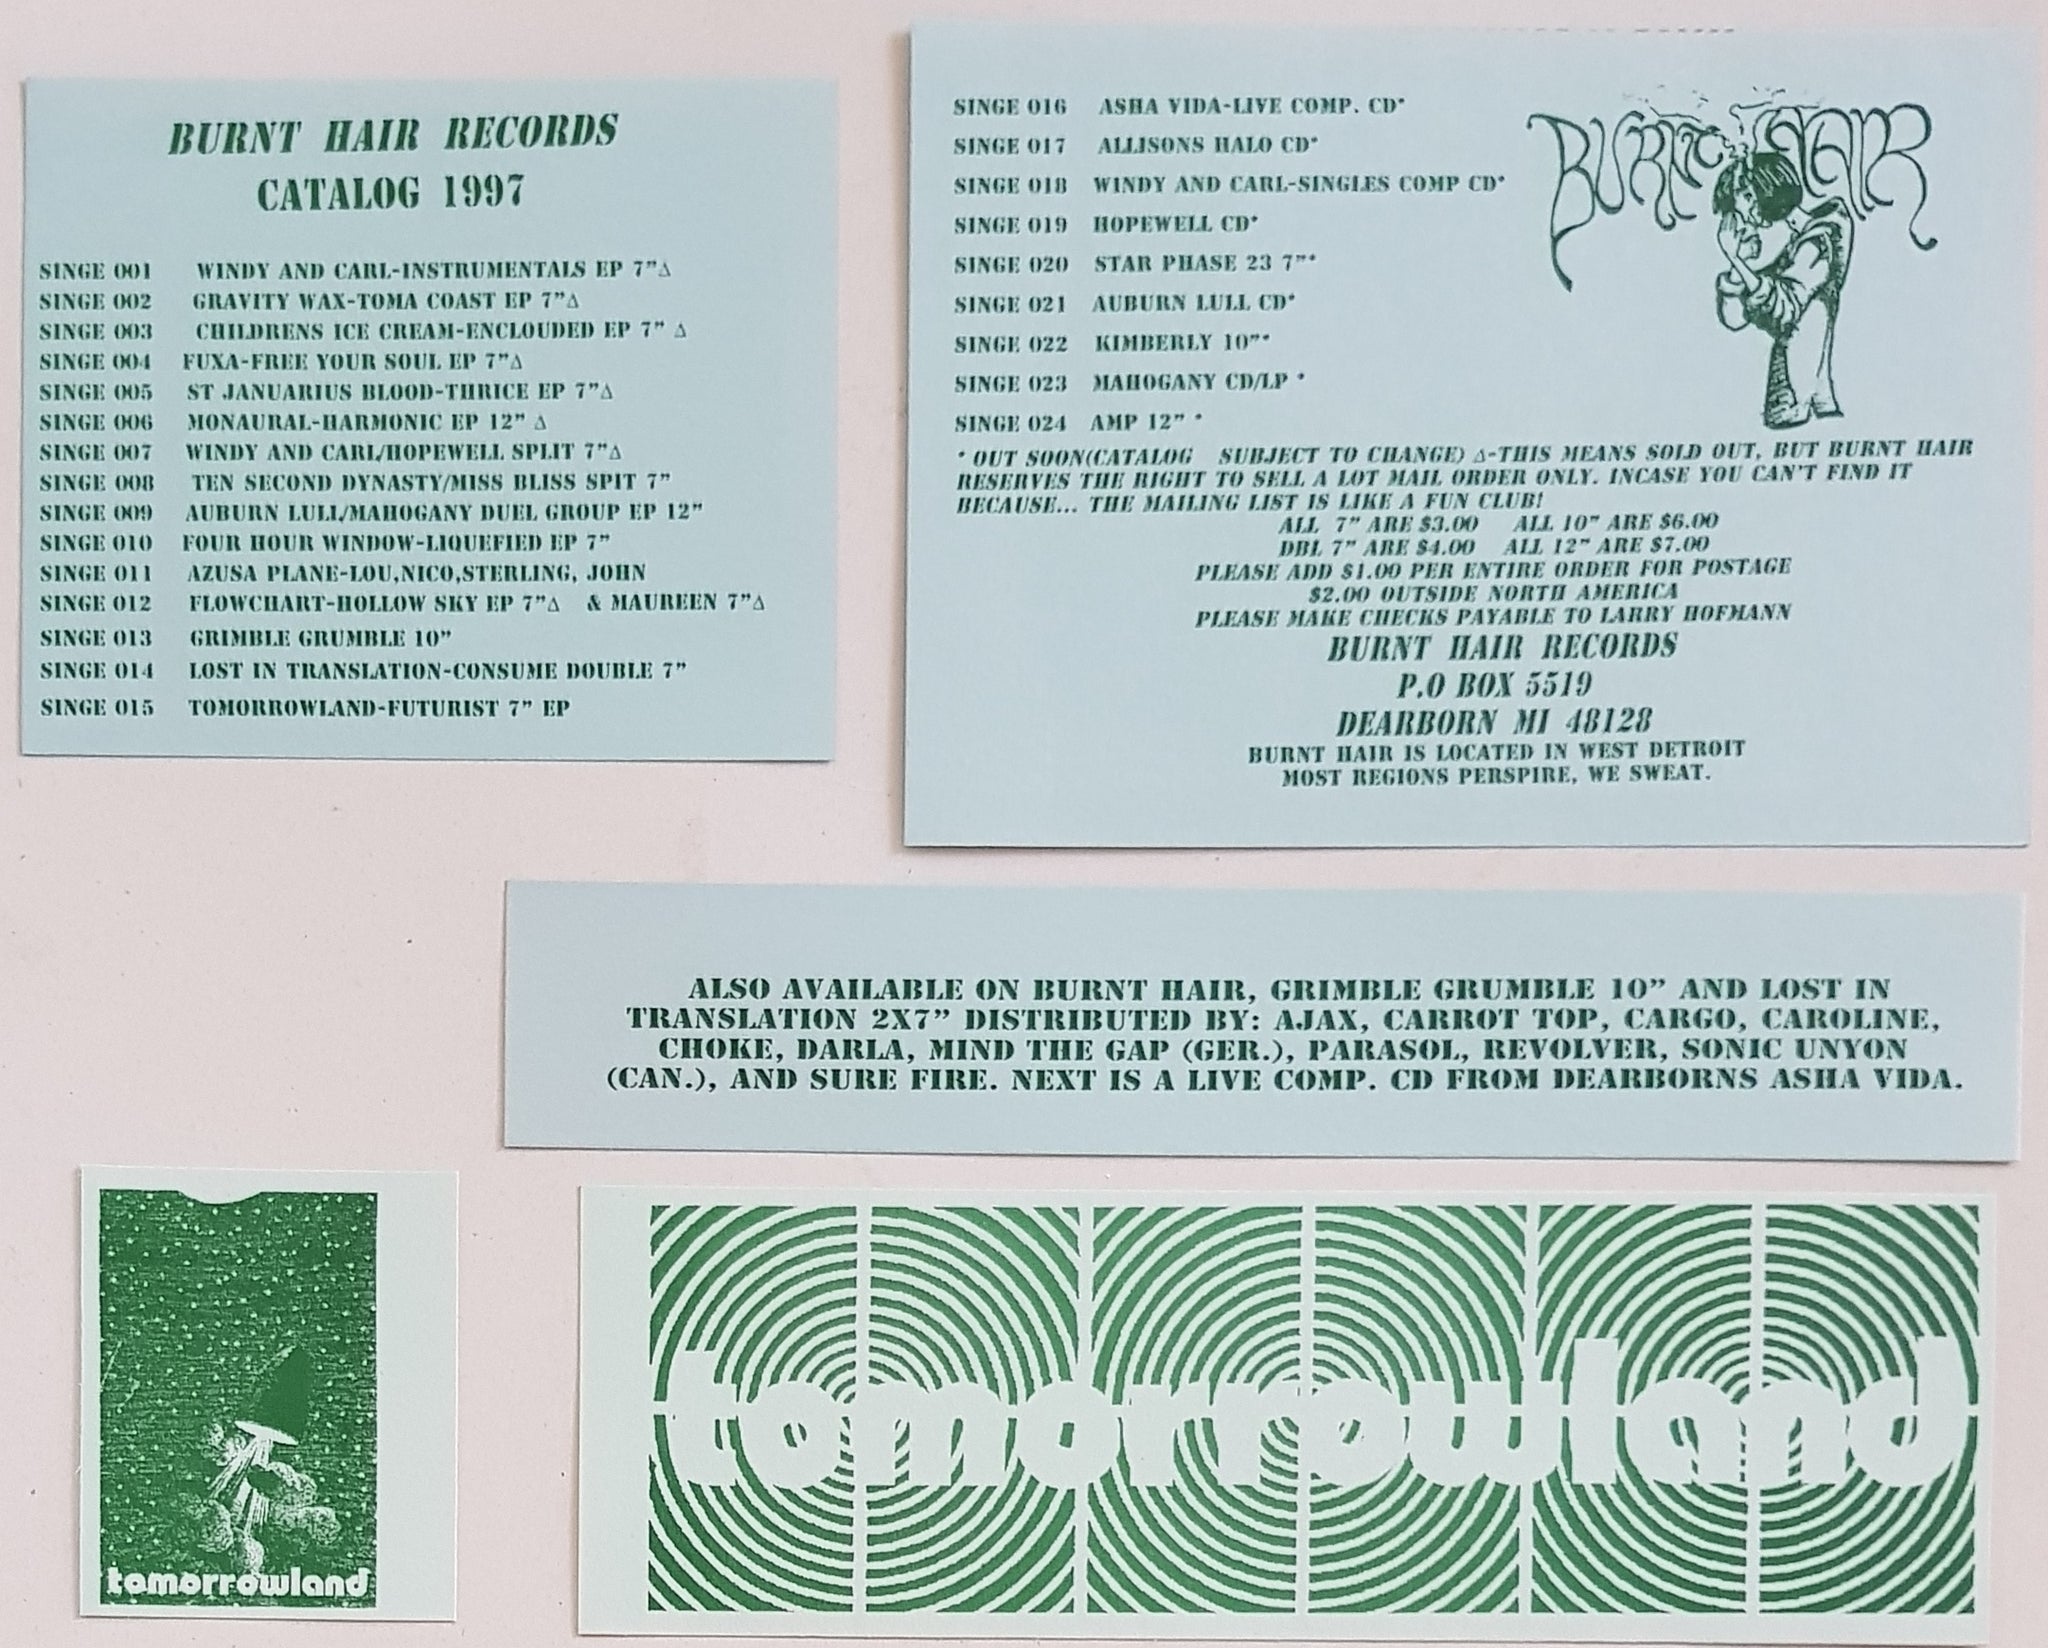 BURNT HAIR RECORDS
CATALOG 1997
SINGE 001 WINDY AND CARL-INSTRUMENTALS EP 7"Δ
SINGE 002 GRAVITY WAX-TOMA COAST EP 7"Δ
SINGE 003 CHILDRENS ICE CREAM-ENCLOUDED EP 7" Δ
SINGE 004 FUXA-FREE YOUR SOUL EP 7"Δ
SINGE 005 ST JANUARIUS BLOOD-THRICE EP 7"Δ
SINGE 006 MONAURAL-HARMONIC EP 12" Δ
SINGE 007 WINDY AND CARL/HOPEWELL SPLIT 7"Δ
SINGE 008 TEN SECOND DYNASTY/MISS BLISS SPIT 7"
SINGE 009 AUBURN LULL/MAHOGANY DUEL GROUP EP 12"
SINGE 010 FOUR HOUR WINDOW-LIQUEFIED EP 7"
SINGE 011 AZUSA PLANE-LOU,NICO,STERLING, JOHN
SINGE 012 FLOWCHART-HOLLOW SKY EP 7"Δ & MAUREEN 7"Δ
SINGE 013 GRIMBLE GRUMBLE 10"
SINGE 014 LOST IN TRANSLATION-CONSUME DOUBLE 7"
SINGE 015 TOMORROWLAND-FUTURIST 7" EP
BURNT HAIR
SINGE 016 ASHA VIDA-LIVE COMP. CD*
SINGE 017 ALLISONS HALO CD*
SINGE 018 WINDY AND CARL-SINGLES COMP CD*
SINGE 019 HOPEWELL CD*
SINGE 020 STAR PHASE 23 7"*
SINGE 021 AUBURN LULL CD*
SINGE 022 KIMBERLY 10"*
SINGE 023 MAHOGANY CD/LP *
SINGE 024 AMP 12" *
* OUT SOON(CATALOG SUBJECT TO CHANGE) Δ-THIS MEANS SOLD OUT, BUT BURNT HAIR
RESERVES THE RIGHT TO SELL A LOT MAIL ORDER ONLY. INCASE YOU CAN'T FIND IT
BECAUSE... THE MAILING LIST IS LIKE A FUN CLUB!
ALL 7" ARE $3.00 ALL 10" ARE $6.00
DBL 7" ARE $4.00 ALL 12" ARE $7.00
PLEASE ADD $1.00 PER ENTIRE ORDER FOR POSTAGE
$2.00 OUTSIDE NORTH AMERICA
PLEASE MAKE CHECKS PAYABLE TO LARRY HOFMANN
BURNT HAIR RECORDS
P.O BOX 5519
DEARBORN MI 48128
BURNT HAIR IS LOCATED IN WEST DETROIT
MOST REGIONS PERSPIRE, WE SWEAT.
ALSO AVAILABLE ON BURNT HAIR, GRIMBLE GRUMBLE 10" AND LOST IN
TRANSLATION 2X7" DISTRIBUTED BY: AJAX, CARROT TOP, CARGO, CAROLINE,
CHOKE, DARLA, MIND THE GAP (GER.), PARASOL, REVOLVER, SONIC UNYON
(CAN.), AND SURE FIRE. NEXT IS A LIVE COMP. CD FROM DEARBORNS ASHA VIDA.
tomorrowland
tomorrowland